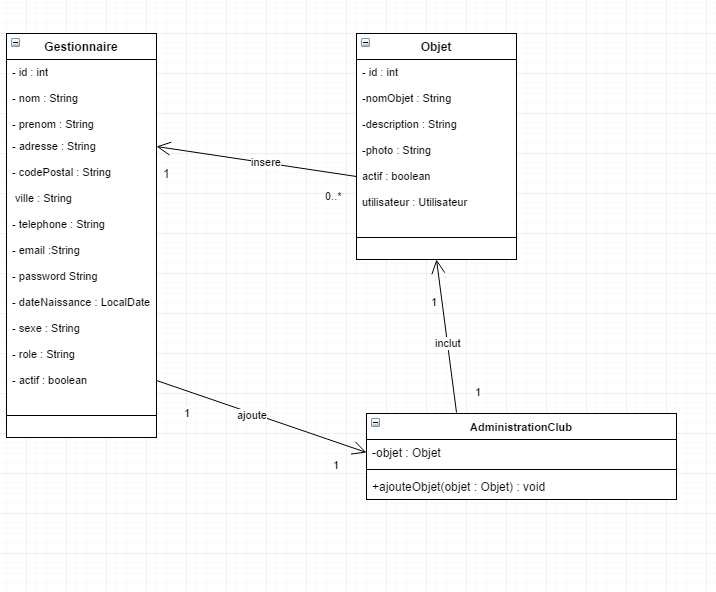 Gestionnaire
- id : int
- nom : String
- prenom : String
- adresse : String
- codePostal : String
ville : String
- telephone : String
- email :String
- password String
- dateNaissance : LocalDate
- sexe : String
- role : String
- actif : boolean
Objet
- id : int
-nomObjet : String
-description : String
-photo : String
actif : boolean
utilisateur : Utilisateur
insere
1
0..*
1
inclut
1
ajoute
1
1
AdministrationClub
-objet : Objet
+ajouteObjet(objet : Objet) : void